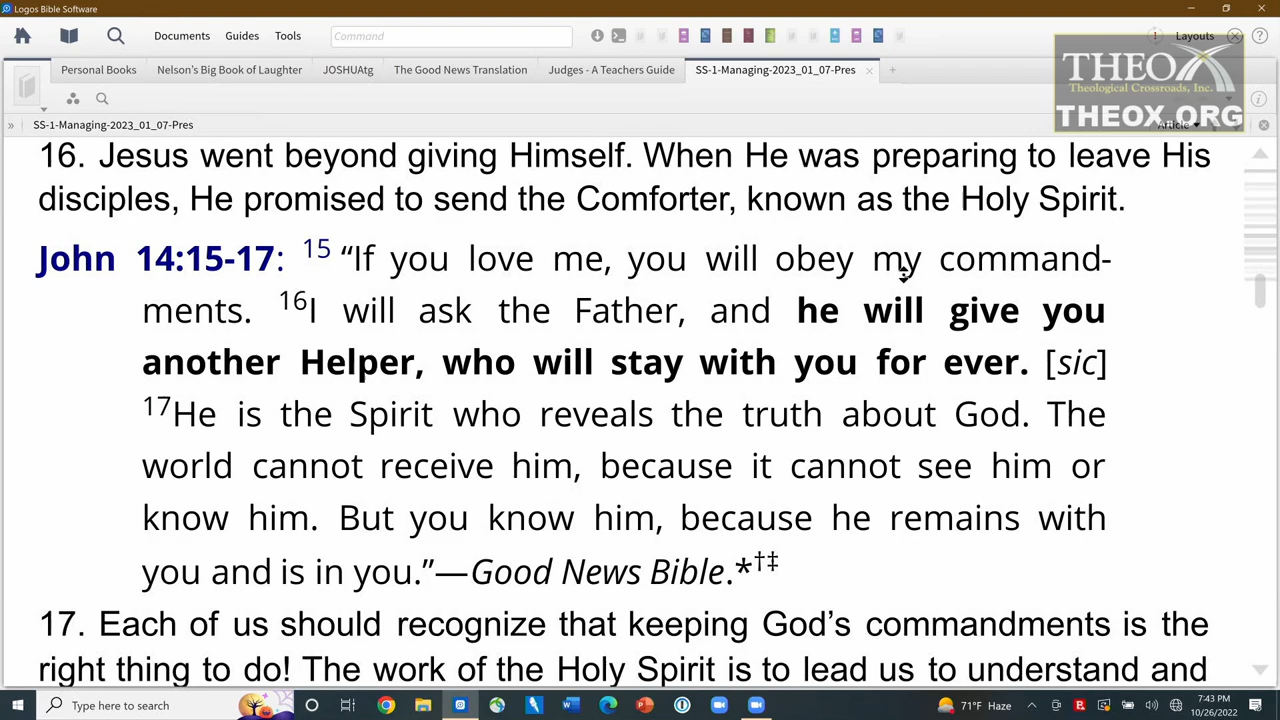 Logos Bible Software
Documents Guides Tools Command Layouts
Personal Books Nelson's Big Book of Laughter JOSHUAtg The Good News Translation Judges - A Teachers Guide SS-1-Managing-2023_01_07-Pres
THEOX
Theological Crossroads, Inc.
THEOX.ORG
SS-1-Managing-2023_01_07-Pres Article
16. Jesus went beyond giving Himself. When He was preparing to leave His
disciples, He promised to send the Comforter, known as the Holy Spirit.
John 14:15-17: 15 “If you love me, you will obey my command-
ments. 16I will ask the Father, and he will give you
another Helper, who will stay with you for ever. [sic]
17He is the Spirit who reveals the truth about God. The
world cannot receive him, because it cannot see him or
know him. But you know him, because he remains with
you and is in you.”—Good News Bible.*†‡
17. Each of us should recognize that keeping God’s commandments is the
right thing to do! The work of the Holy Spirit is to lead us to understand and
Type here to search 71°F Haze 7:43 PM
10/26/2022